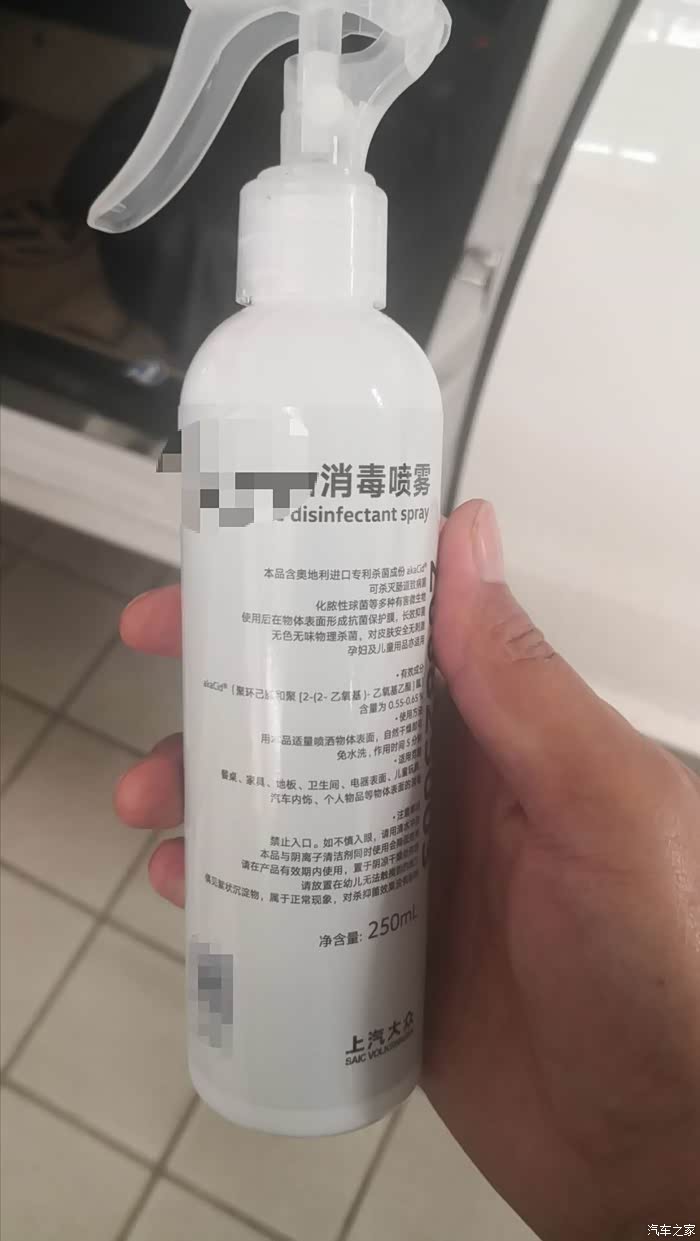 消毒喷雾
disinfectant spray
本品含奥地利进口专利杀菌成份 akaCid®
可杀灭肠道致病菌
化脓性球菌等多种有害微生物
使用后在物体表面形成抗菌保护膜，长效抑菌
无色无味物理杀菌，对皮肤安全无刺激
孕妇及儿童用品亦适用
·有效成分
akaCid®（聚环己胍和聚 [2-(2- 乙氧基 )- 乙氧基乙酯 ] 氯
含量为 0.55-0.65%
·使用方法
用本品适量喷洒物体表面，自然干燥即可
免水洗，作用时间 5 分钟
·适用范围
餐桌、家具、地板、卫生间、电器表面、儿童玩具
汽车内饰、个人物品等物体表面的
·注意
禁止入口。如不慎入眼，请用清水冲
本品与阴离子清洁剂同时使用会降低
请在产品有效期内使用，置于阴凉干燥
请放置在幼儿无法触
偶见絮状沉淀物，属于正常现象，对杀抑菌效果没有
净含量: 250mL
上汽大众
SAIC VOLKSWAGEN
汽车之家